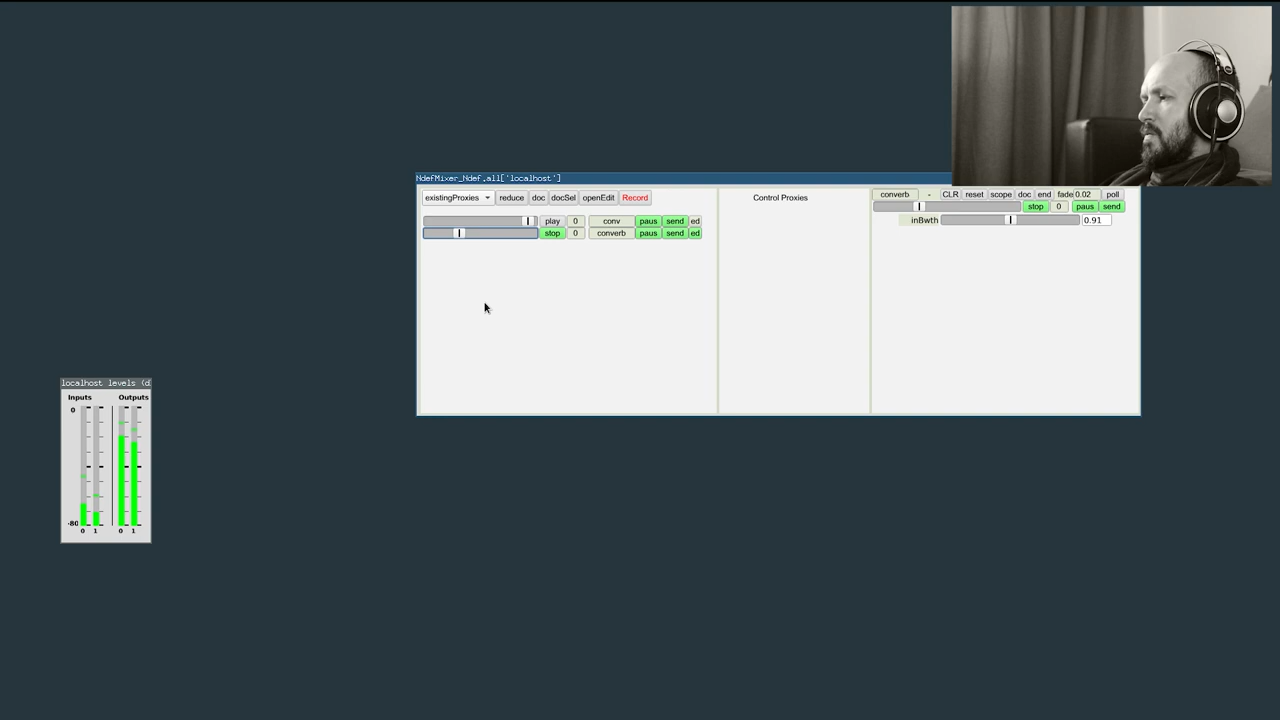 NdefMixer_Ndef.all['localhost']
existingProxies reduce doc docSel openEdit Record
play 0 conv paus send ed
stop 0 converb paus send ed
Control Proxies
converb - CLR reset scope doc end fade 0.02 poll
stop 0 paus send
inBwth 0.91
localhost levels (d
Inputs Outputs
0
-80
0 1 0 1